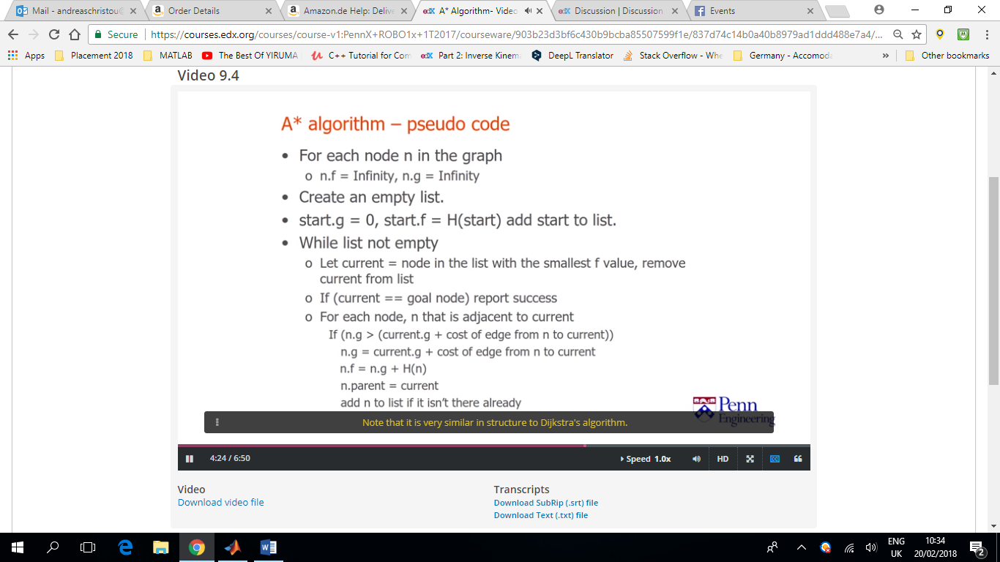 Mail - andreaschristou@
Order Details
Amazon.de Help: Delive
A* Algorithm- Video
Discussion | Discussion
Events
Secure
https://courses.edx.org/courses/course-v1:PennX+ROBO1x+1T2017/courseware/903b23d3bf6c430b9bcba85507599f1e/837d74c14b0a40b8979ad1ddd488e7a4/...
Apps
Placement 2018
MATLAB
The Best Of YIRUMA
C++ Tutorial for Com
Part 2: Inverse Kinem
DeepL Translator
Stack Overflow - Whe
Germany - Accomod
»
Other bookmarks
Video 9.4
A* algorithm – pseudo code
• For each node n in the graph
o n.f = Infinity, n.g = Infinity
• Create an empty list.
• start.g = 0, start.f = H(start) add start to list.
• While list not empty
o Let current = node in the list with the smallest f value, remove
current from list
o If (current == goal node) report success
o For each node, n that is adjacent to current
If (n.g > (current.g + cost of edge from n to current))
n.g = current.g + cost of edge from n to current
n.f = n.g + H(n)
n.parent = current
add n to list if it isn't there already
Penn
Engineering
Note that it is very similar in structure to Dijkstra's algorithm.
4:24 / 6:50
Speed 1.0x
HD
Video
Download video file
Transcripts
Download SubRip (.srt) file
Download Text (.txt) file
ENG
UK
10:34
20/02/2018
2